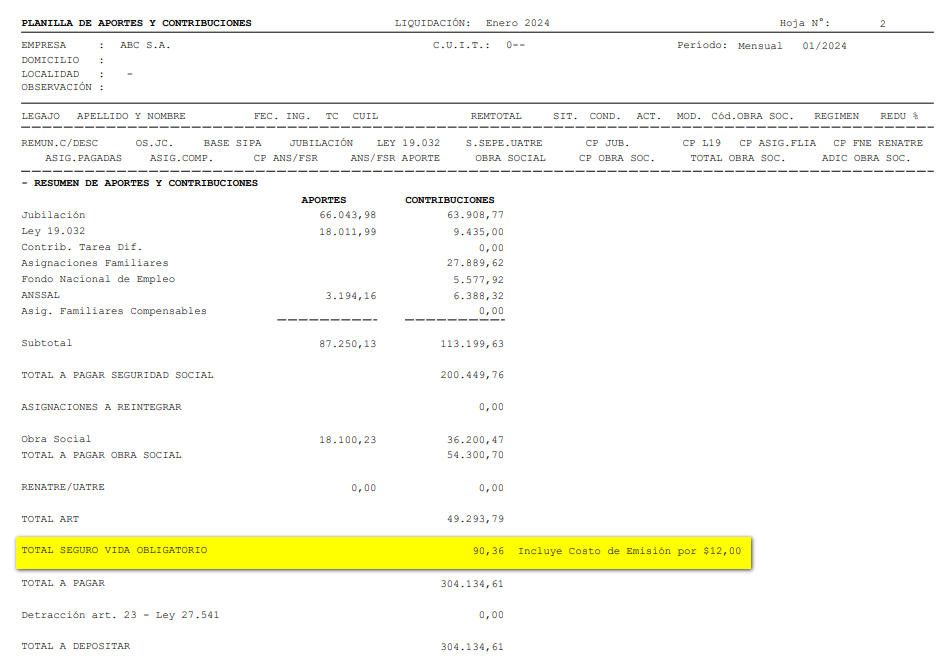 PLANILLA DE APORTES Y CONTRIBUCIONES LIQUIDACIÓN: Enero 2024 Hoja N°: 2
EMPRESA : ABC S.A. C.U.I.T.: 0-- Período: Mensual 01/2024
DOMICILIO :
LOCALIDAD : -
OBSERVACIÓN :
LEGAJO APELLIDO Y NOMBRE FEC. ING. TC CUIL REMTOTAL SIT. COND. ACT. MOD. Cód.OBRA SOC. REGIMEN REDU %
REMUN.C/DESC OS.JC. BASE SIPA JUBILACIÓN LEY 19.032 S.SEPE.UATRE CP JUB. CP L19 CP ASIG.FLIA CP FNE RENATRE
ASIG.PAGADAS ASIG.COMP. CP ANS/FSR ANS/FSR APORTE OBRA SOCIAL CP OBRA SOC. TOTAL OBRA SOC. ADIC OBRA SOC.
- RESUMEN DE APORTES Y CONTRIBUCIONES
APORTES CONTRIBUCIONES
Jubilación 66.043,98 63.908,77
Ley 19.032 18.011,99 9.435,00
Contrib. Tarea Dif. 0,00
Asignaciones Familiares 27.889,62
Fondo Nacional de Empleo 5.577,92
ANSSAL 3.194,16 6.388,32
Asig. Familiares Compensables 0,00
Subtotal 87.250,13 113.199,63
TOTAL A PAGAR SEGURIDAD SOCIAL 200.449,76
ASIGNACIONES A REINTEGRAR 0,00
Obra Social 18.100,23 36.200,47
TOTAL A PAGAR OBRA SOCIAL 54.300,70
RENATRE/UATRE 0,00 0,00
TOTAL ART 49.293,79
TOTAL SEGURO VIDA OBLIGATORIO 90,36 Incluye Costo de Emisión por $12,00
TOTAL A PAGAR 304.134,61
Detracción art. 23 - Ley 27.541 0,00
TOTAL A DEPOSITAR 304.134,61